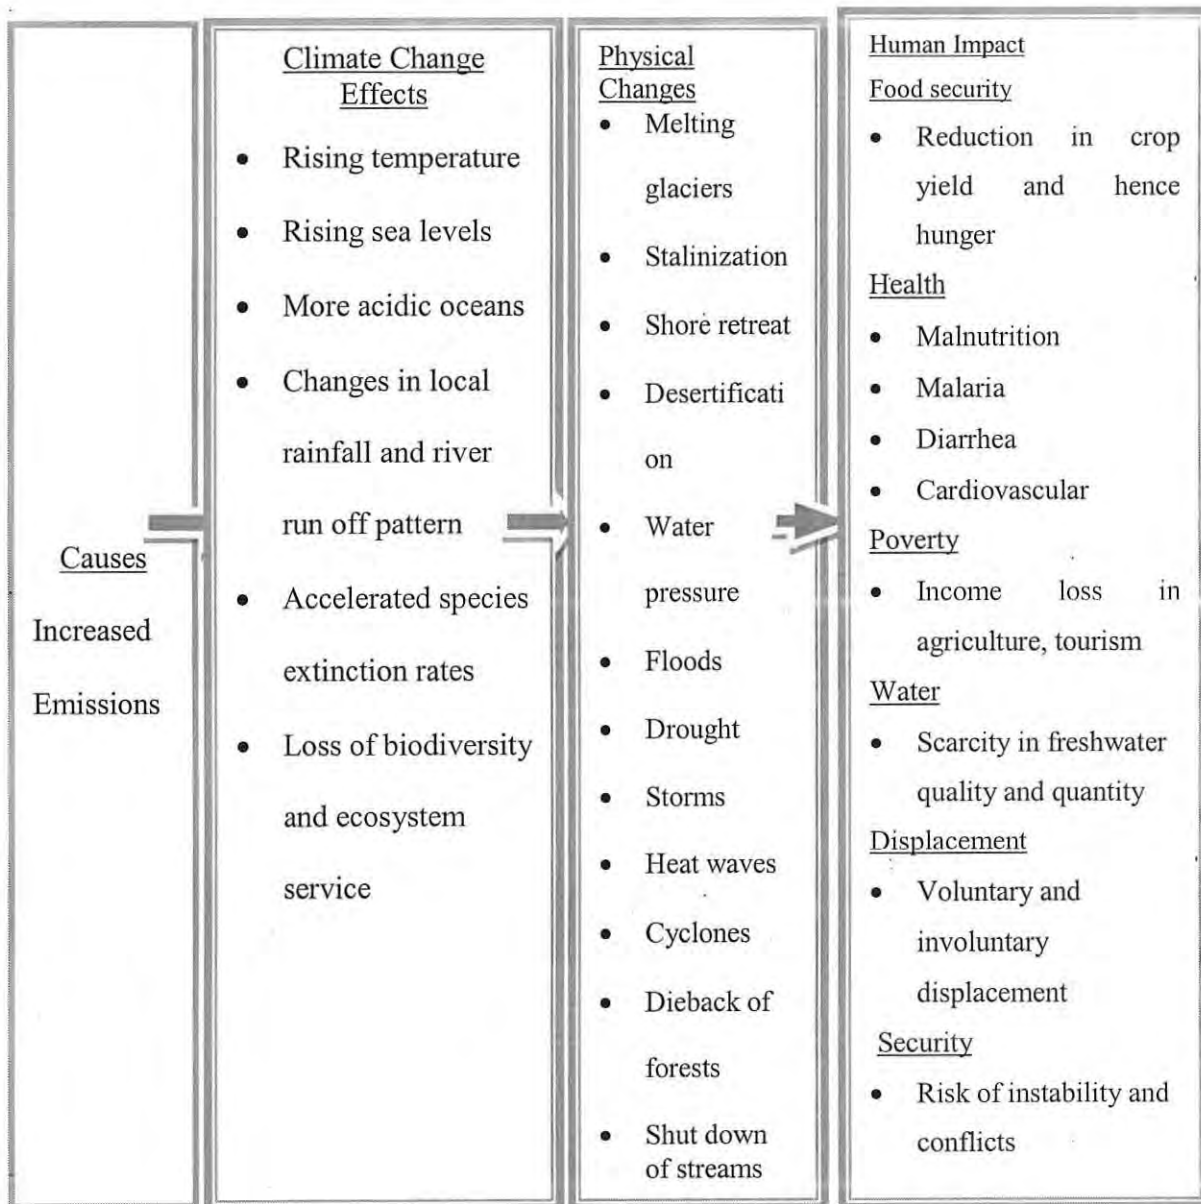 Causes
Increased
Emissions
Climate Change
Effects
• Rising temperature
• Rising sea levels
• More acidic oceans
• Changes in local
rainfall and river
run off pattern
• Accelerated species
extinction rates
• Loss of biodiversity
and ecosystem
service
Physical
Changes
• Melting
glaciers
• Stalinization
• Shore retreat
• Desertificati
on
• Water
pressure
• Floods
• Drought
• Storms
• Heat waves
• Cyclones
• Dieback of
forests
• Shut down
of streams
Human Impact
Food security
• Reduction in crop
yield and hence
hunger
Health
• Malnutrition
• Malaria
• Diarrhea
• Cardiovascular
Poverty
• Income loss in
agriculture, tourism
Water
• Scarcity in freshwater
quality and quantity
Displacement
• Voluntary and
involuntary
displacement
Security
• Risk of instability and
conflicts